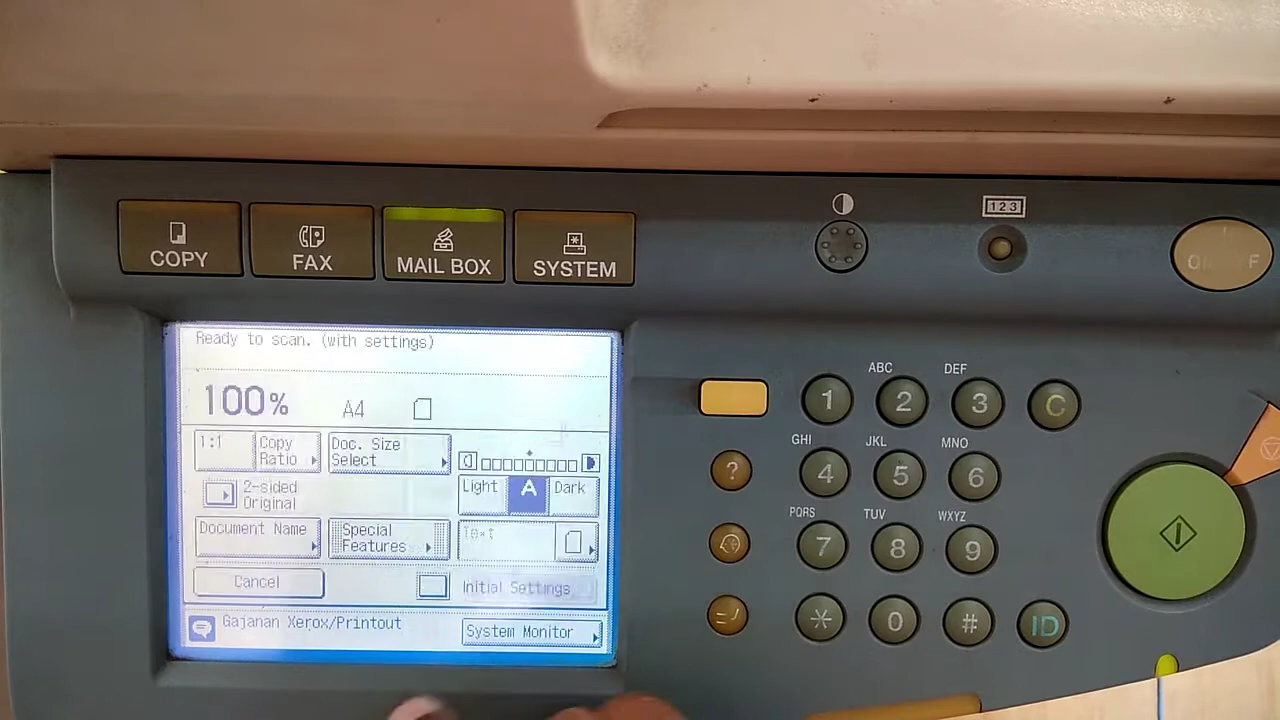 COPY
FAX
MAIL BOX
SYSTEM
123
Ready to scan. (with settings)
100%
A4
1:1
Copy
Ratio
Doc. Size
Select
2-sided
Original
Light
A
Dark
Document Name
Special
Features
Text
Cancel
Initial Settings
Gajanan Xerox/Printout
System Monitor
ABC
DEF
1
2
3
C
GHI
JKL
MNO
?
4
5
6
PQRS
TUV
WXYZ
7
8
9
*
0
#
ID